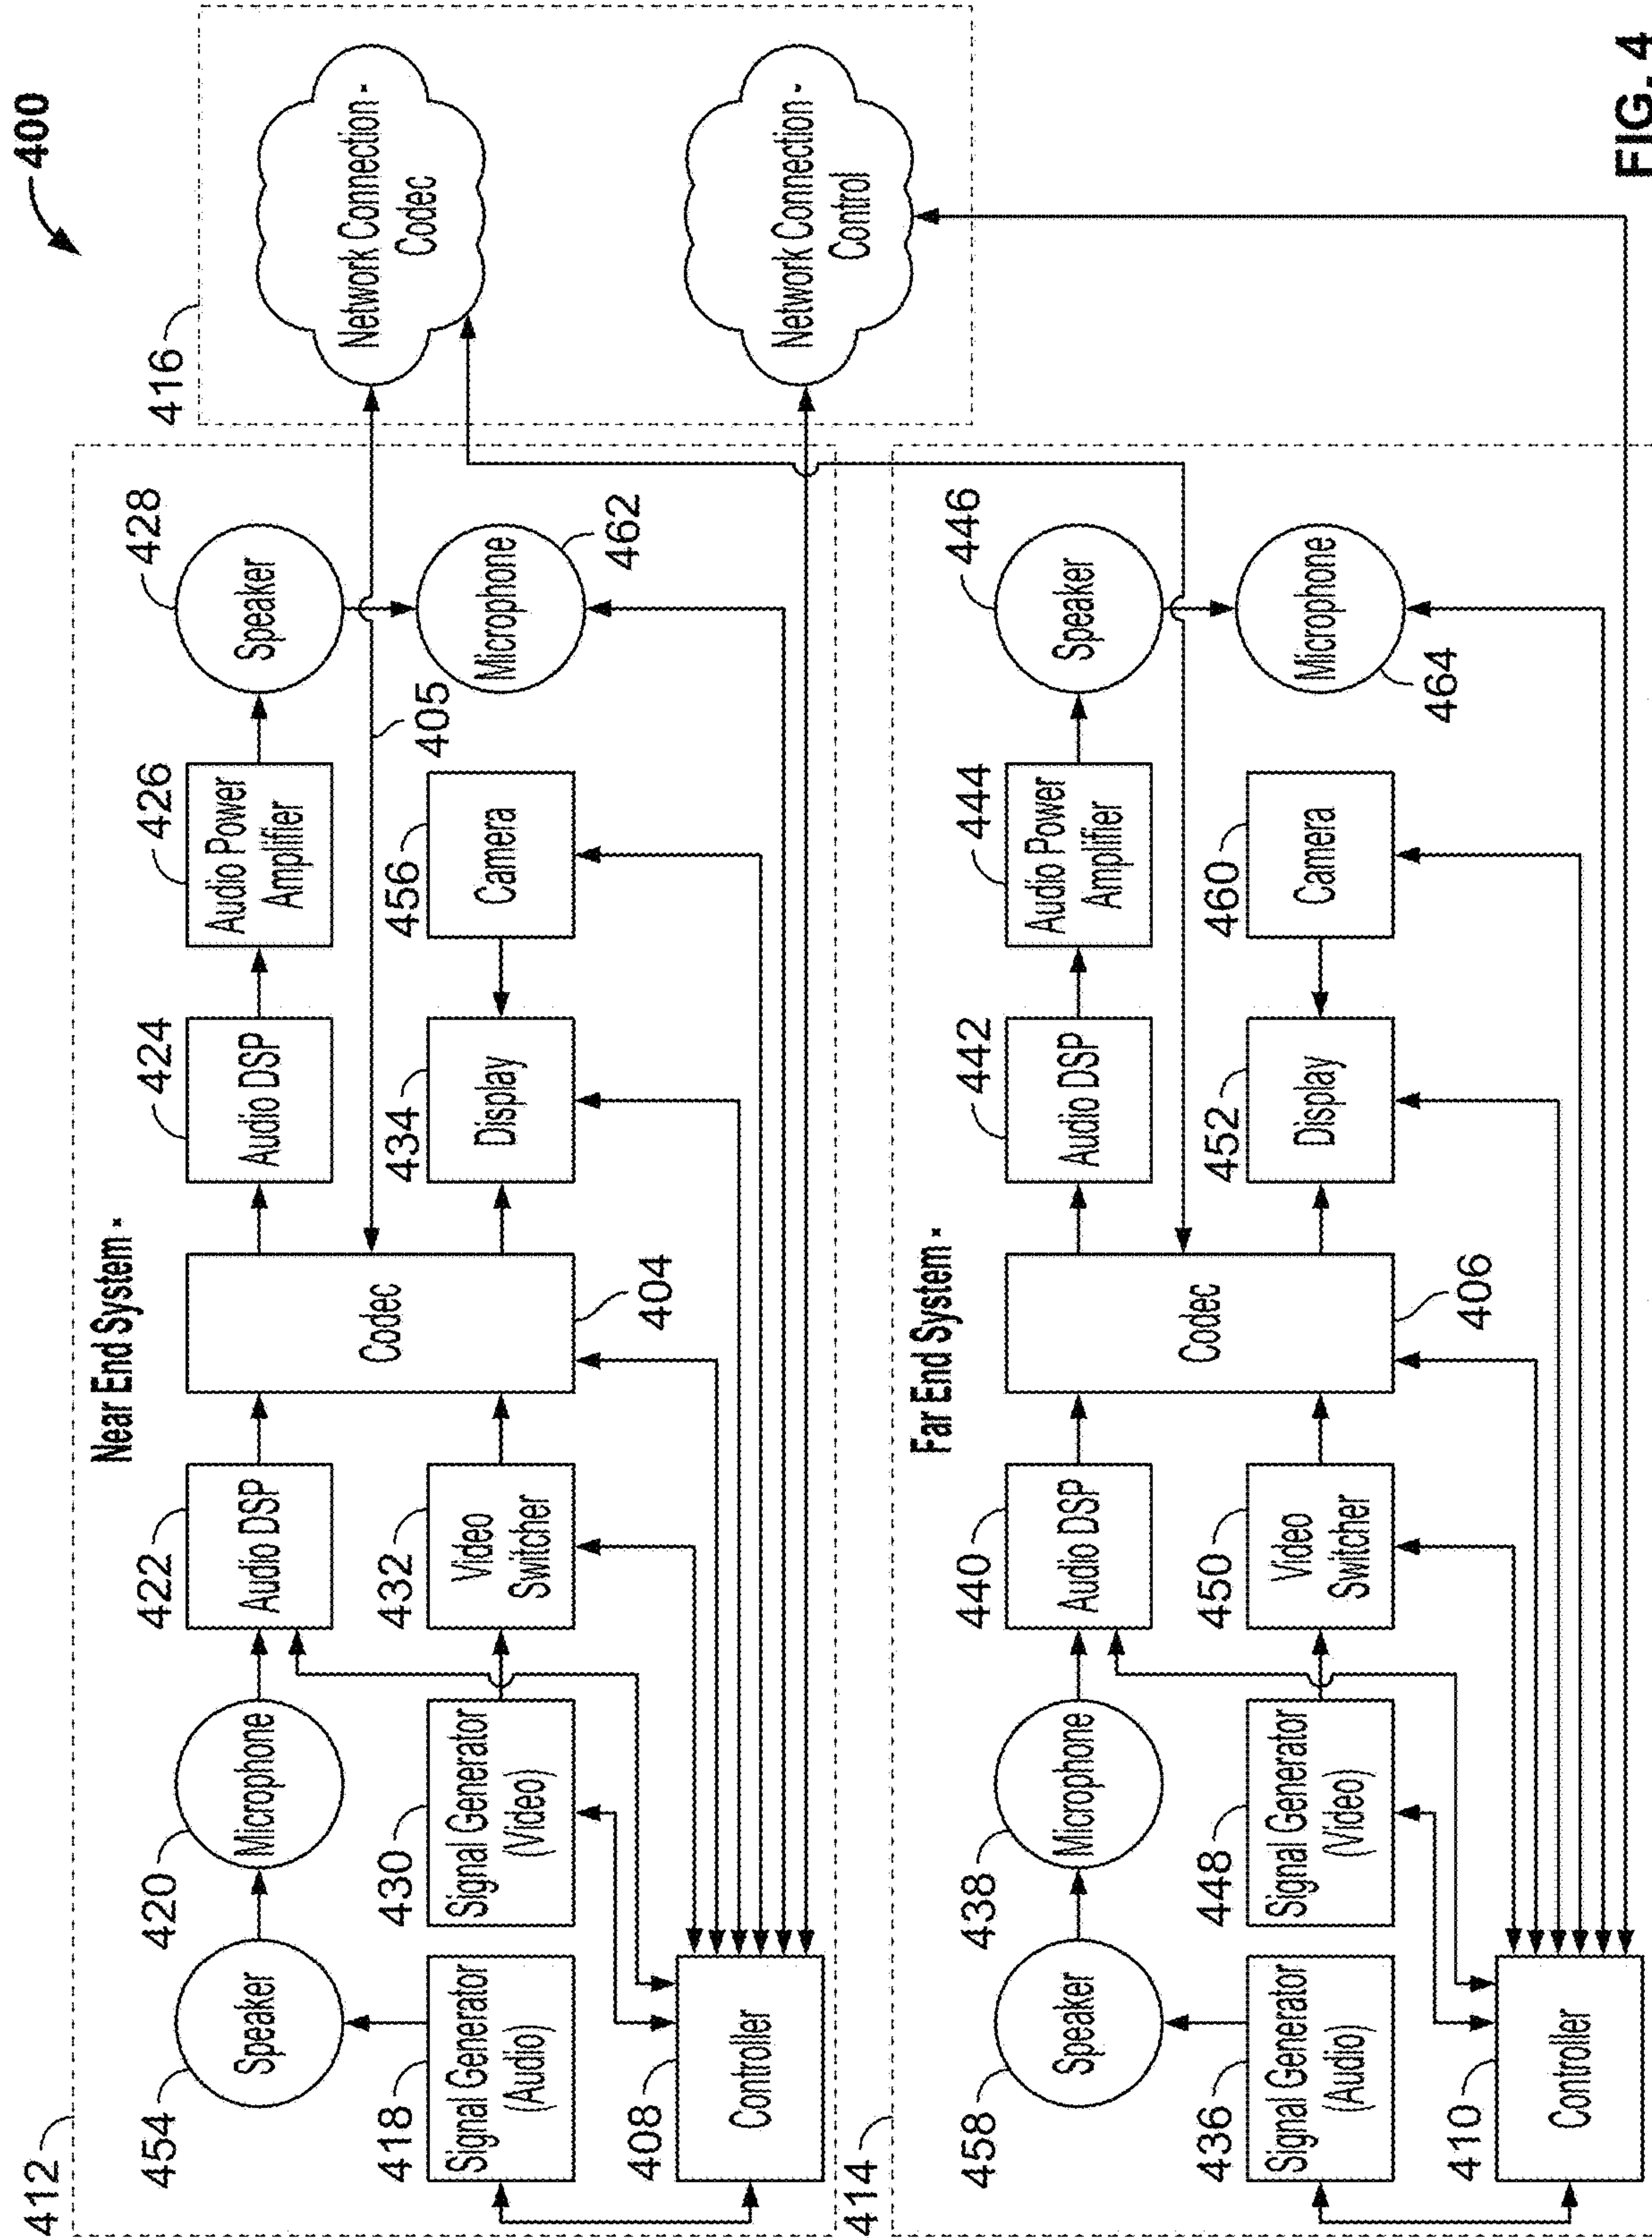 400
416
Network Connection -
Codec
Network Connection -
Control
412
Near End System -
454
Speaker
420
Microphone
422
Audio DSP
424
Audio DSP
426
Audio Power
Amplifier
428
Speaker
405
418
Signal Generator
(Audio)
430
Signal Generator
(Video)
432
Video
Switcher
Codec
404
434
Display
456
Camera
Microphone
462
408
Controller
414
Far End System -
458
Speaker
438
Microphone
440
Audio DSP
442
Audio DSP
444
Audio Power
Amplifier
446
Speaker
436
Signal Generator
(Audio)
448
Signal Generator
(Video)
450
Video
Switcher
Codec
406
452
Display
460
Camera
Microphone
464
410
Controller
FIG. 4